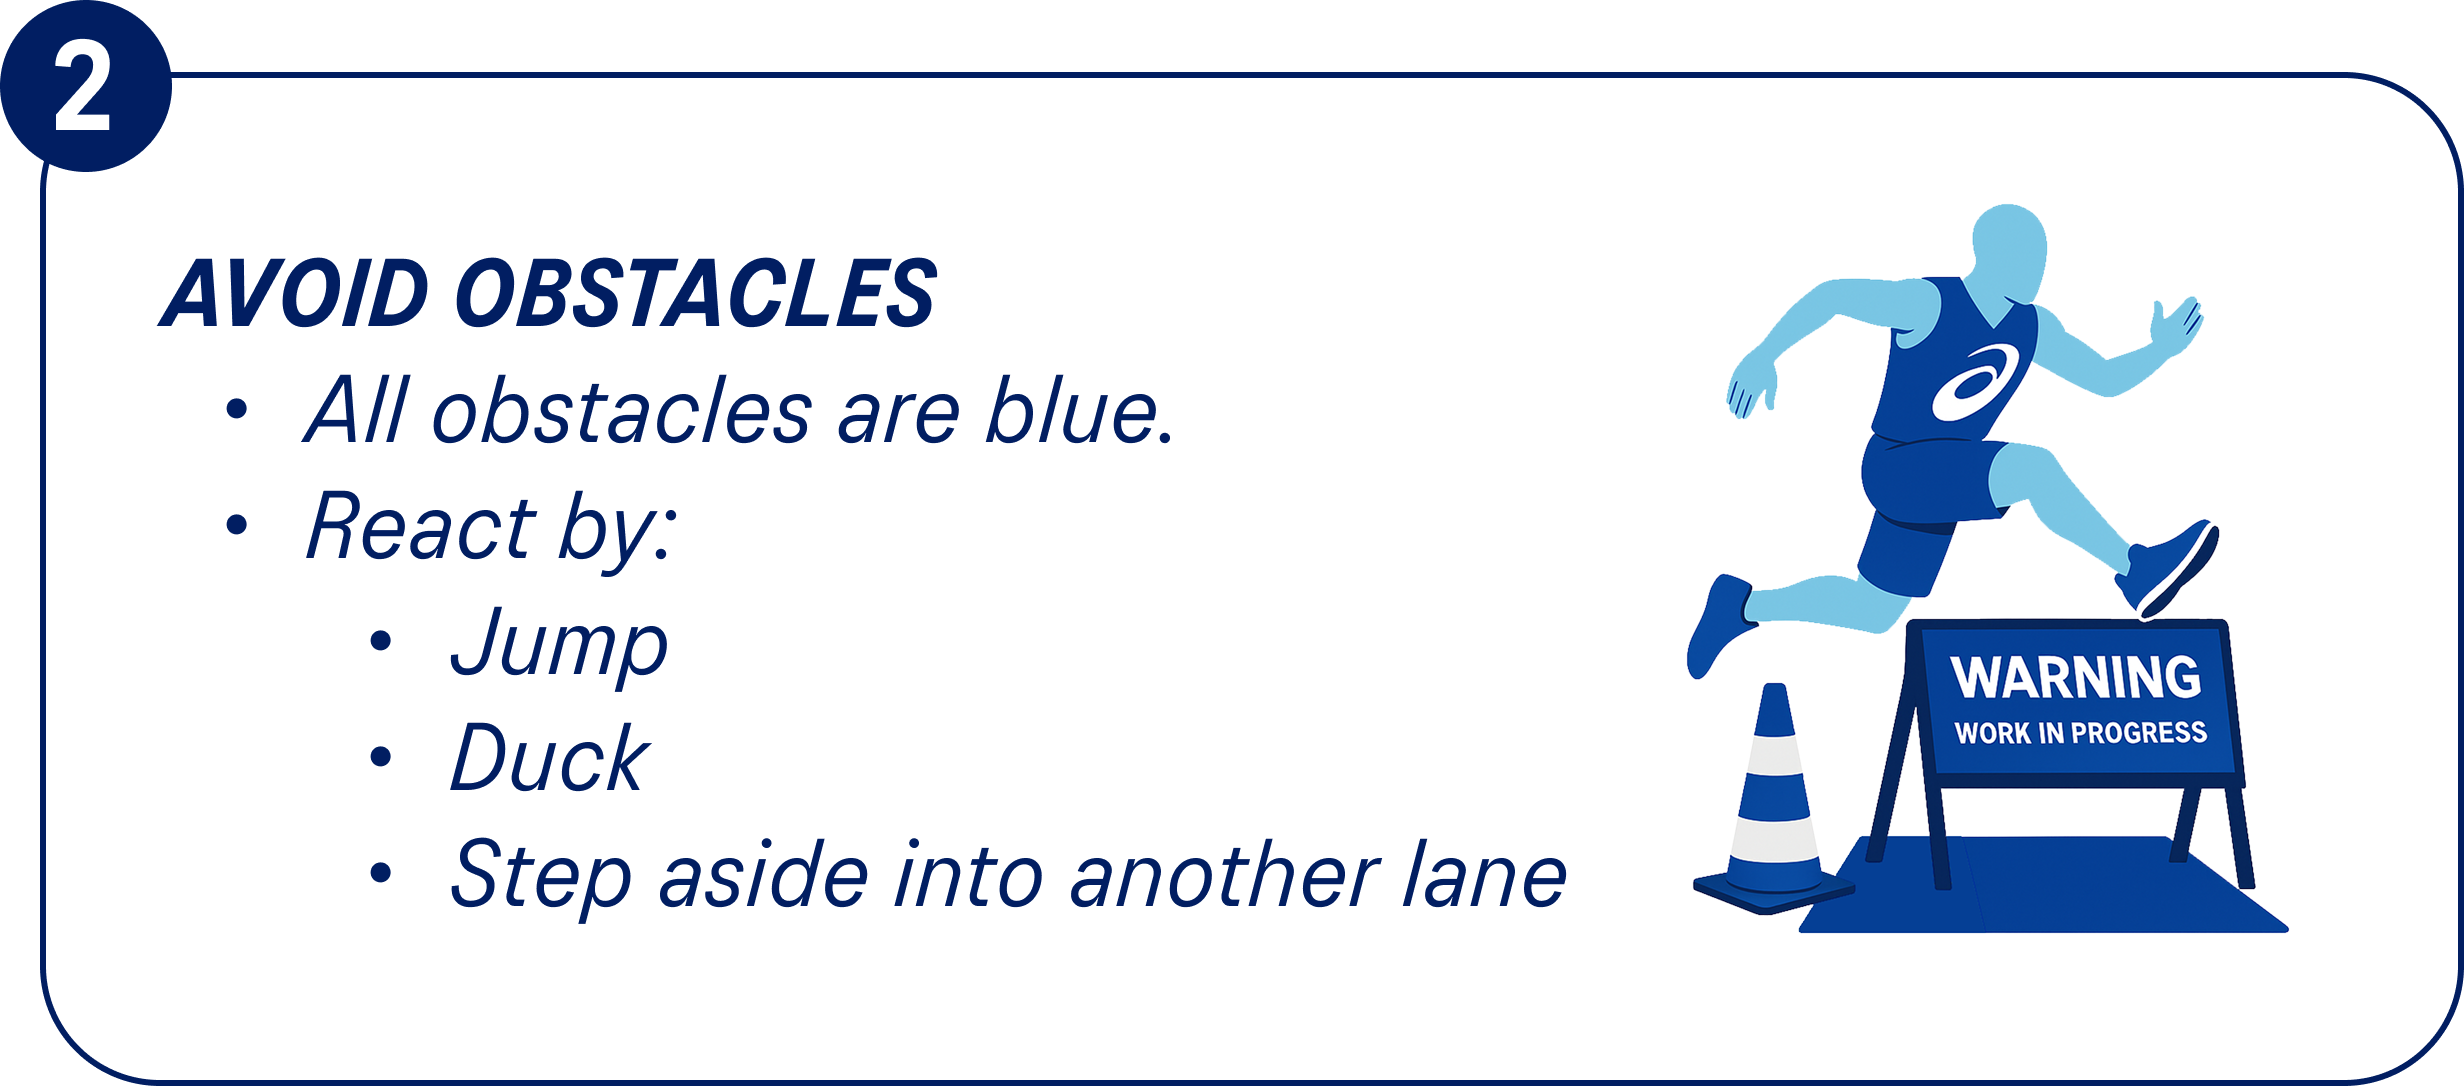 2
AVOID OBSTACLES
• All obstacles are blue.
• React by:
• Jump
• Duck
• Step aside into another lane
WARNING
WORK IN PROGRESS